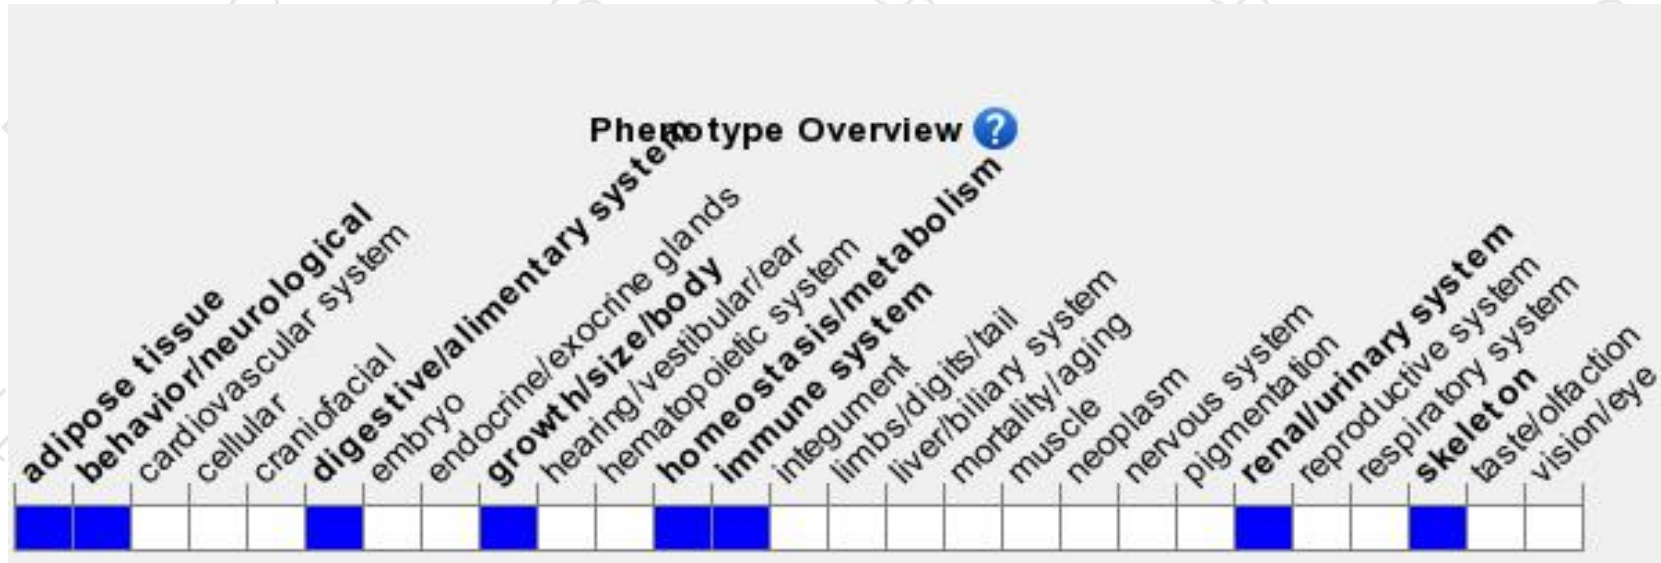 Phenotype Overview ?
adipose tissue
behavior/neurological
cardiovascular system
cellular
craniofacial
digestive/alimentary system
embryo
endocrine/exocrine glands
growth/size/body
hearing/vestibular/ear
hematopoietic system
homeostasis/metabolism
immune system
integument
limbs/digits/tail
liver/biliary system
mortality/aging
muscle
neoplasm
nervous system
pigmentation
renal/urinary system
reproductive system
respiratory system
skeleton
taste/olfaction
vision/eye